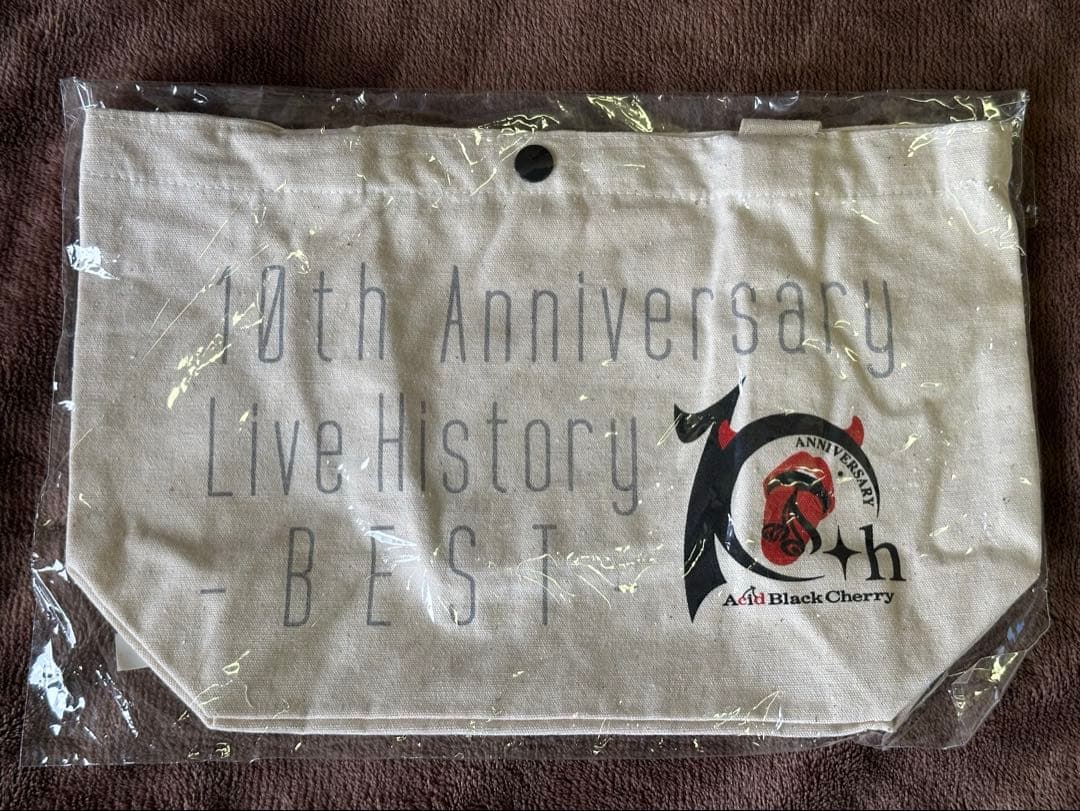 10th Anniversary
Live History
- BEST -
10th
ANNIVERSARY
Acid Black Cherry